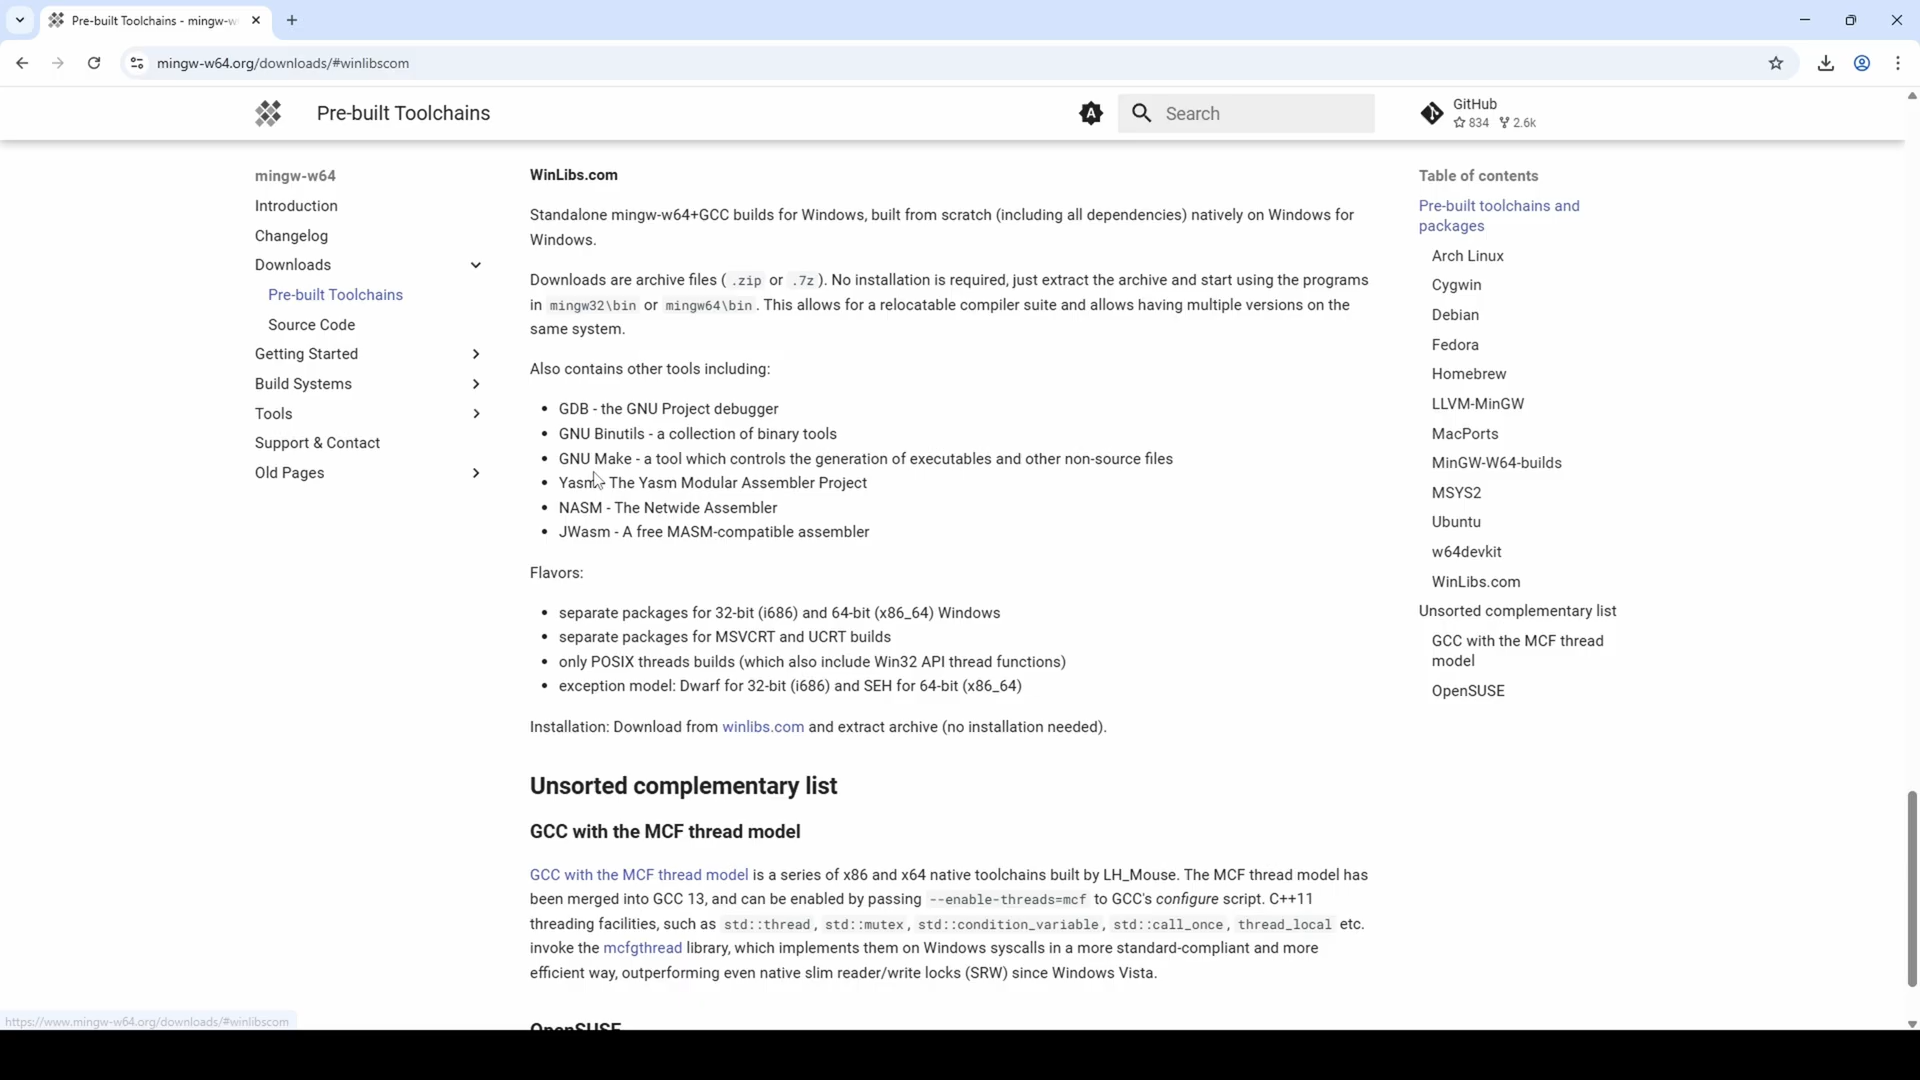 Pre-built Toolchains - mingw-w
mingw-w64.org/downloads/#winlibscom
Pre-built Toolchains
Search
GitHub
834 2.6k
mingw-w64
Introduction
Changelog
Downloads
Pre-built Toolchains
Source Code
Getting Started
Build Systems
Tools
Support & Contact
Old Pages
WinLibs.com
Standalone mingw-w64+GCC builds for Windows, built from scratch (including all dependencies) natively on Windows for
Windows.
Downloads are archive files ( .zip or .7z ). No installation is required, just extract the archive and start using the programs
in mingw32\bin or mingw64\bin . This allows for a relocatable compiler suite and allows having multiple versions on the
same system.
Also contains other tools including:
• GDB - the GNU Project debugger
• GNU Binutils - a collection of binary tools
• GNU Make - a tool which controls the generation of executables and other non-source files
• Yasm - The Yasm Modular Assembler Project
• NASM - The Netwide Assembler
• JWasm - A free MASM-compatible assembler
Flavors:
• separate packages for 32-bit (i686) and 64-bit (x86_64) Windows
• separate packages for MSVCRT and UCRT builds
• only POSIX threads builds (which also include Win32 API thread functions)
• exception model: Dwarf for 32-bit (i686) and SEH for 64-bit (x86_64)
Installation: Download from winlibs.com and extract archive (no installation needed).
Unsorted complementary list
GCC with the MCF thread model
GCC with the MCF thread model is a series of x86 and x64 native toolchains built by LH_Mouse. The MCF thread model has
been merged into GCC 13, and can be enabled by passing --enable-threads=mcf to GCC's configure script. C++11
threading facilities, such as std::thread , std::mutex , std::condition_variable , std::call_once , thread_local etc.
invoke the mcfgthread library, which implements them on Windows syscalls in a more standard-compliant and more
efficient way, outperforming even native slim reader/write locks (SRW) since Windows Vista.
OpenSUSE
Table of contents
Pre-built toolchains and
packages
Arch Linux
Cygwin
Debian
Fedora
Homebrew
LLVM-MinGW
MacPorts
MinGW-W64-builds
MSYS2
Ubuntu
w64devkit
WinLibs.com
Unsorted complementary list
GCC with the MCF thread
model
OpenSUSE
https://www.mingw-w64.org/downloads/#winlibscom